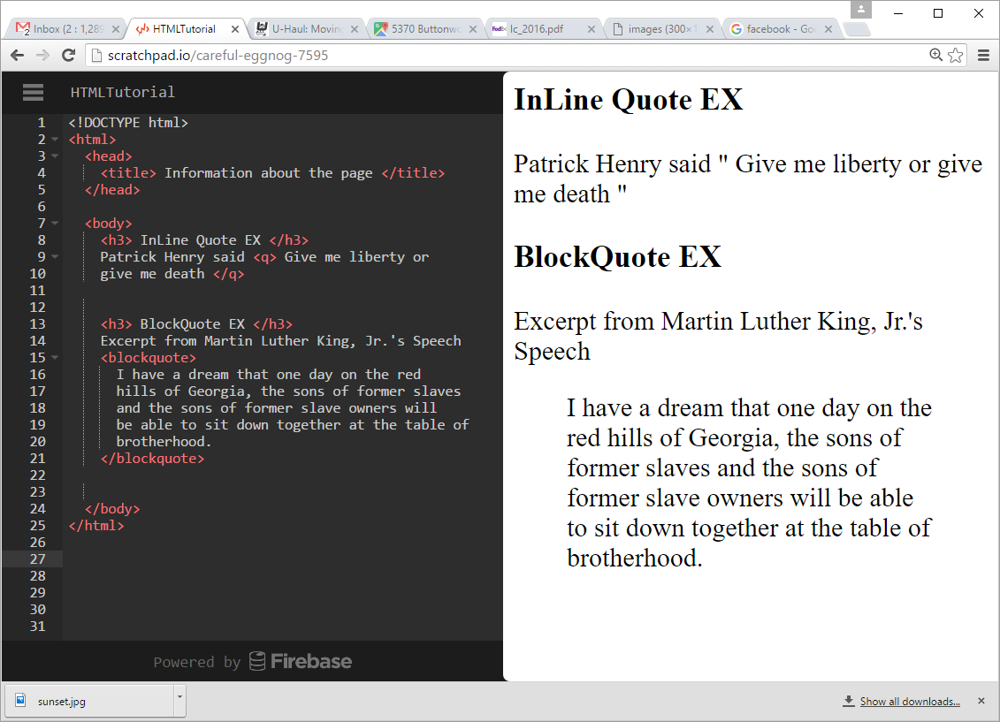 Inbox (2 : 1,289
HTMLTutorial
U-Haul: Movin
5370 Buttonwo
FedEx lc_2016.pdf
images (300×1
facebook - Go
scratchpad.io/careful-eggnog-7595
HTMLTutorial
1 <!DOCTYPE html>
2 <html>
3 <head>
4 <title> Information about the page </title>
5 </head>
6
7 <body>
8 <h3> InLine Quote EX </h3>
9 Patrick Henry said <q> Give me liberty or
10 give me death </q>
11
12
13 <h3> BlockQuote EX </h3>
14 Excerpt from Martin Luther King, Jr.'s Speech
15 <blockquote>
16 I have a dream that one day on the red
17 hills of Georgia, the sons of former slaves
18 and the sons of former slave owners will
19 be able to sit down together at the table of
20 brotherhood.
21 </blockquote>
22
23
24 </body>
25 </html>
26
27
28
29
30
31
Powered by Firebase
InLine Quote EX
Patrick Henry said " Give me liberty or give
me death "
BlockQuote EX
Excerpt from Martin Luther King, Jr.'s
Speech
I have a dream that one day on the
red hills of Georgia, the sons of
former slaves and the sons of
former slave owners will be able
to sit down together at the table of
brotherhood.
sunset.jpg
Show all downloads...